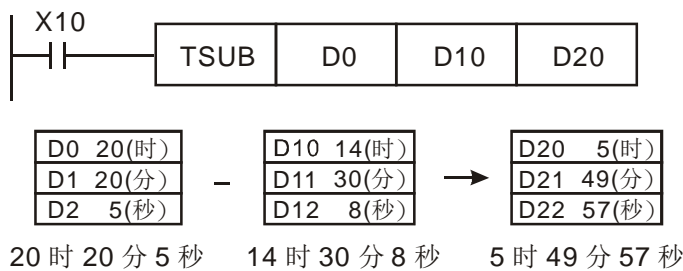 X10
TSUB D0 D10 D20
D0 20(时) D10 14(时) D20 5(时)
D1 20(分) – D11 30(分) D21 49(分)
D2 5(秒) D12 8(秒) D22 57(秒)
20 时 20 分 5 秒 14 时 30 分 8 秒 5 时 49 分 57 秒